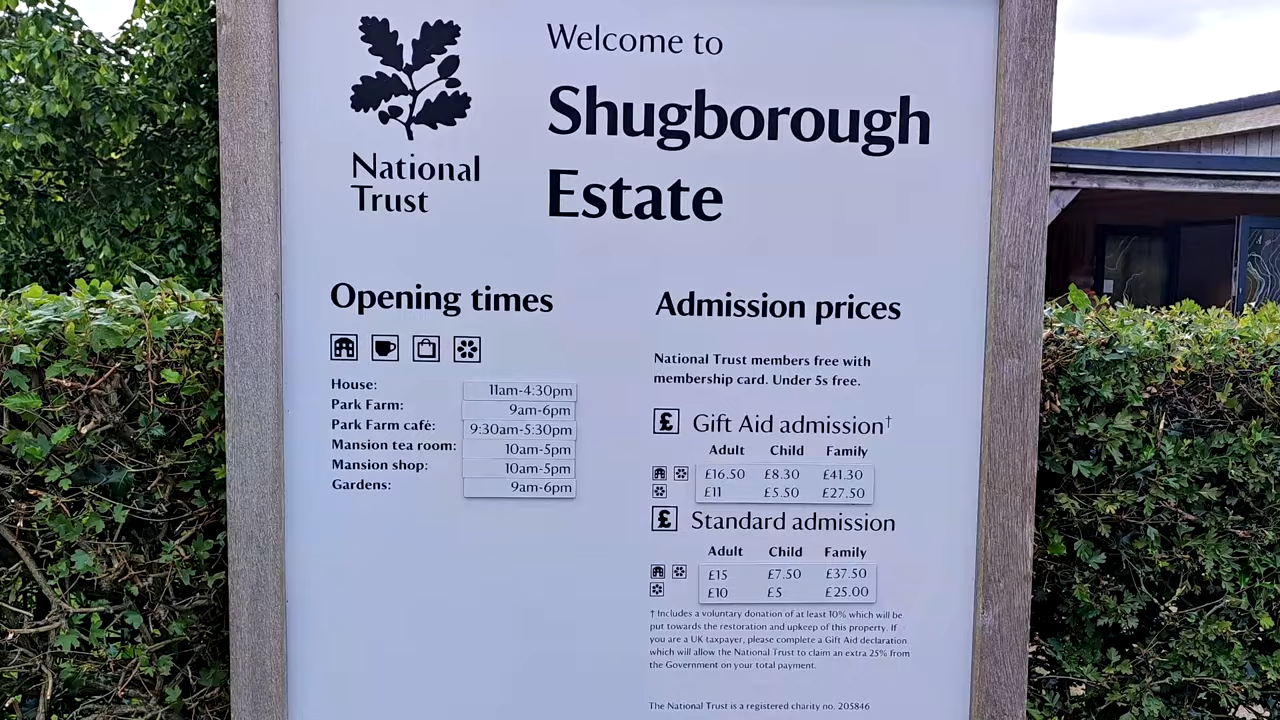 Welcome to
Shugborough
Estate
National
Trust
Opening times
House: 11am-4:30pm
Park Farm: 9am-6pm
Park Farm café: 9:30am-5:30pm
Mansion tea room: 10am-5pm
Mansion shop: 10am-5pm
Gardens: 9am-6pm
Admission prices
National Trust members free with
membership card. Under 5s free.
£ Gift Aid admission†
Adult Child Family
£16.50 £8.30 £41.30
£11 £5.50 £27.50
£ Standard admission
Adult Child Family
£15 £7.50 £37.50
£10 £5 £25.00
† Includes a voluntary donation of at least 10% which will be
put towards the restoration and upkeep of this property. If
you are a UK taxpayer, please complete a Gift Aid declaration
which will allow the National Trust to claim an extra 25% from
the Government on your total payment.
The National Trust is a registered charity no. 205846